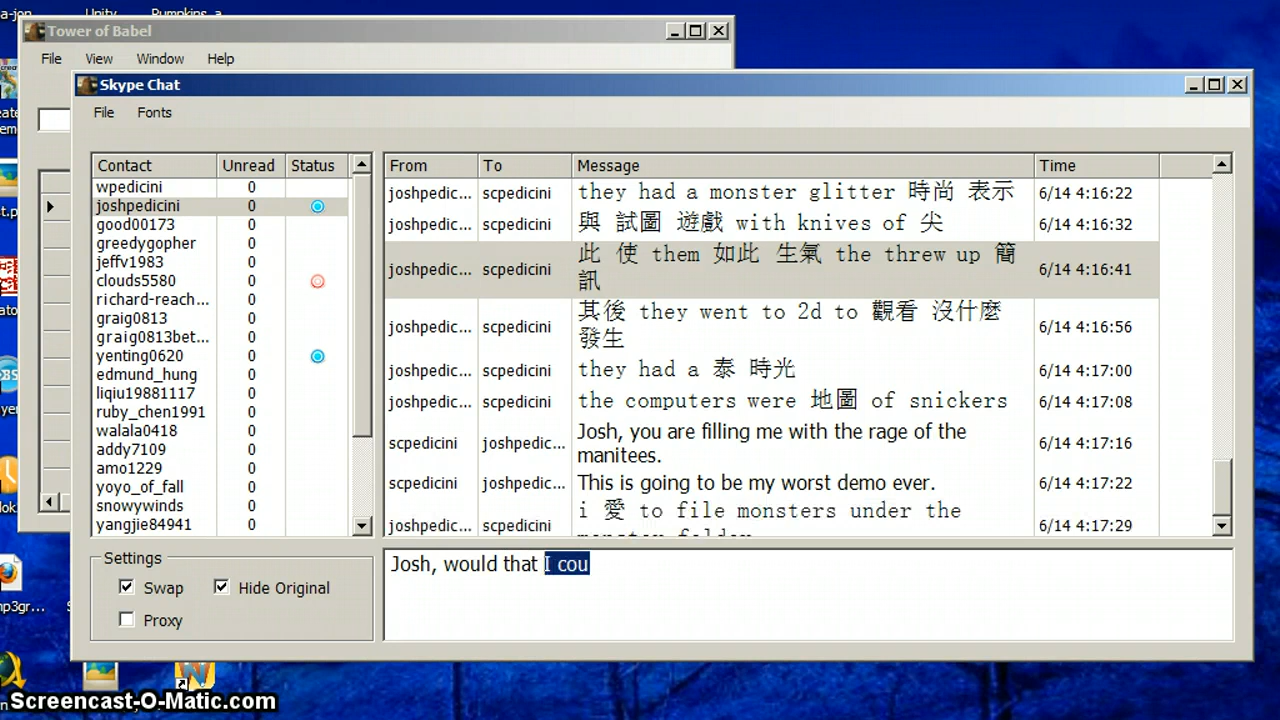 a-jon Unity Pumpkins_a
Tower of Babel
File View Window Help
Skype Chat
File Fonts
Contact Unread Status
wpedicini 0
joshpedicini 0
good00173 0
greedygopher 0
jeffv1983 0
clouds5580 0
richard-reach... 0
graig0813 0
graig0813bet... 0
yenting0620 0
edmund_hung 0
liqiu19881117 0
ruby_chen1991 0
walala0418 0
addy7109 0
amo1229 0
yoyo_of_fall 0
snowywinds 0
yangjie84941 0
From To Message Time
joshpedic... scpedicini they had a monster glitter 時尚 表示 6/14 4:16:22
joshpedic... scpedicini 與 試圖 遊戲 with knives of 尖 6/14 4:16:32
joshpedic... scpedicini 此 使 them 如此 生氣 the threw up 簡 6/14 4:16:41
訊
joshpedic... scpedicini 其後 they went to 2d to 觀看 沒什麼 6/14 4:16:56
發生
joshpedic... scpedicini they had a 泰 時光 6/14 4:17:00
joshpedic... scpedicini the computers were 地圖 of snickers 6/14 4:17:08
scpedicini joshpedic... Josh, you are filling me with the rage of the 6/14 4:17:16
manitees.
scpedicini joshpedic... This is going to be my worst demo ever. 6/14 4:17:22
joshpedic... scpedicini i 愛 to file monsters under the 6/14 4:17:29
monster folder
Settings
Swap Hide Original
Proxy
Josh, would that I cou
Screencast-O-Matic.com